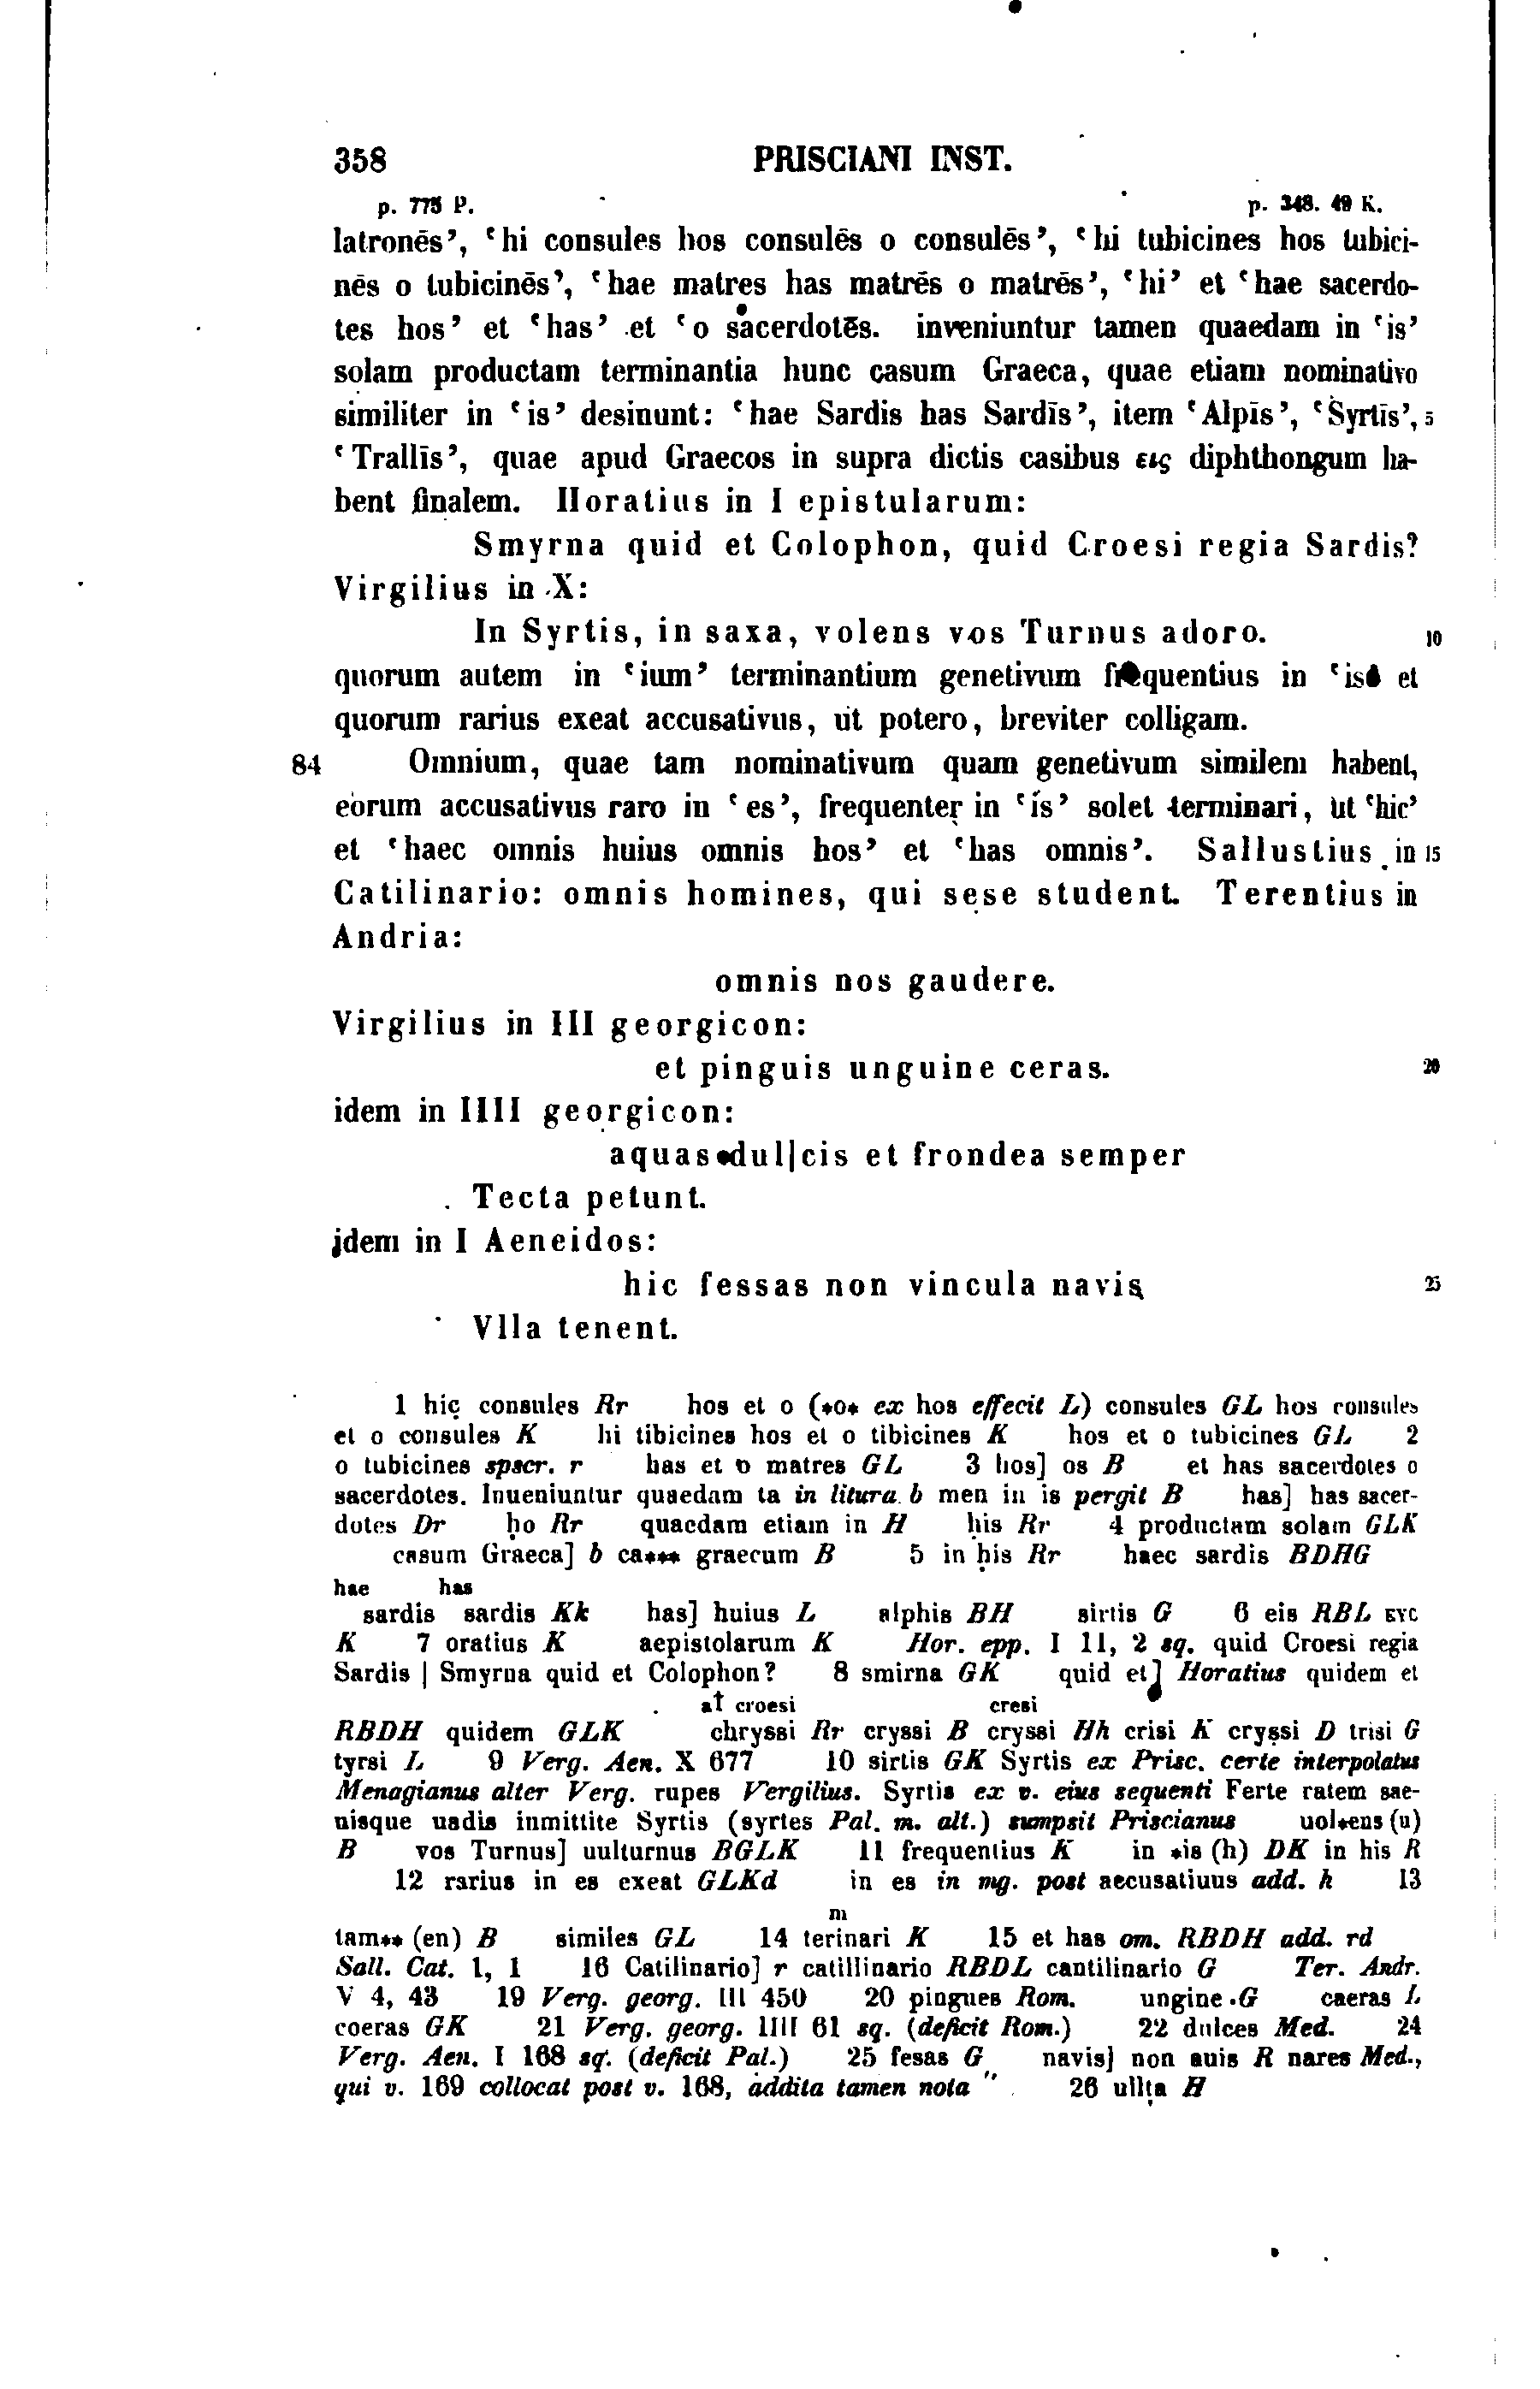 358 PRISCIANI INST.
p. 775 P. p. 348. 49 K.
latronēs’, ‘hi consules hos consulēs o consulēs’, ‘hi tubicines hos tubici-
nēs o tubicinēs’, ‘hae matres has matrēs o matrēs’, ‘hi’ et ‘hae sacerdo-
tes hos’ et ‘has’ et ‘o sacerdotēs. inveniuntur tamen quaedam in ‘is’
solam productam terminantia hunc casum Graeca, quae etiam nominativo
similiter in ‘is’ desinunt: ‘hae Sardis has Sardīs’, item ‘Alpīs’, ‘Syrtīs’, 5
‘Trallīs’, quae apud Graecos in supra dictis casibus εις diphthongum ha-
bent finalem. Horatius in I epistularum:
Smyrna quid et Colophon, quid Croesi regia Sardis?
Virgilius in X:
In Syrtis, in saxa, volens vos Turnus adoro. 10
quorum autem in ‘ium’ terminantium genetivum frequentius in ‘is’ et
quorum rarius exeat accusativus, ut potero, breviter colligam.
84 Omnium, quae tam nominativum quam genetivum similem habent,
eorum accusativus raro in ‘es’, frequenter in ‘is’ solet terminari, ut ‘hic’
et ‘haec omnis huius omnis hos’ et ‘has omnis’. Sallustius in 15
Catilinario: omnis homines, qui sese student. Terentius in
Andria:
omnis nos gaudere.
Virgilius in III georgicon:
et pinguis unguine ceras. 20
idem in IIII georgicon:
aquas dul|cis et frondea semper
Tecta petunt.
idem in I Aeneidos:
hic fessas non vincula navis
25
Vlla tenent.
1 hic̣ consules Rr hos et o (*o* ex hos effecit L) consules GL hos consules
et o consules K hi tibicines hos et o tibicines K hos et o tubicines GL 2
o tubicines spscr. r has et o matres GL 3 hos] os B et has sacerdotes o
sacerdotes. Inueniuntur quaedam ta in litura b men in is pergit B has] has sacer-
dotes Dr ḥo Rr quaedam etiam in H ḥis Rr 4 productam solam GLK
casum Graeca] b ca*** graecum B 5 in ḥis Rr haec sardis BDHG
hae has
sardis sardis Kk has] huius L alphis BH sirtis G 6 eis RBL εγc
K 7 oratius K aepistolarum K Hor. epp. I 11, 2 sq. quid Croesi regia
Sardis | Smyrna quid et Colophon? 8 smirna GK quid et] Horatius quidem et
at croesi cresi
RBDH quidem GLK chryssi Rr cryssi B cryssi Hh crisi K cryṣsi D trisi G
tyrsi L 9 Verg. Aen. X 677 10 sirtis GK Syrtis ex Prisc. certe interpolatus
Menagianus alter Verg. rupes Vergilius. Syrtis ex v. eius sequenti Ferte ratem sae-
uisque uadis inmittite Syrtis (syrtes Pal. m. alt.) sumpsit Priscianus uol*ens (u)
B vos Turnus] uulturnus BGLK 11 frequentius K in *is (h) DK in his R
12 rarius in es exeat GLKd in es in mg. post accusatiuus add. h 13
m
tam** (en) B similes GL 14 terinari K 15 et has om. RBDH add. rd
Sall. Cat. 1, 1 16 Catilinario] r catillinario RBDL cantilinario G Ter. Andr.
V 4, 43 19 Verg. georg. III 450 20 pingues Rom. ungine G caeras L
coeras GK 21 Verg. georg. IIII 61 sq. (deficit Rom.) 22 dulces Med. 24
Verg. Aen. I 168 sq. (deficit Pal.) 25 fesas G navis] non auis R nares Med.,
qui v. 169 collocat post v. 168, addita tamen nota " 26 ullṭa H